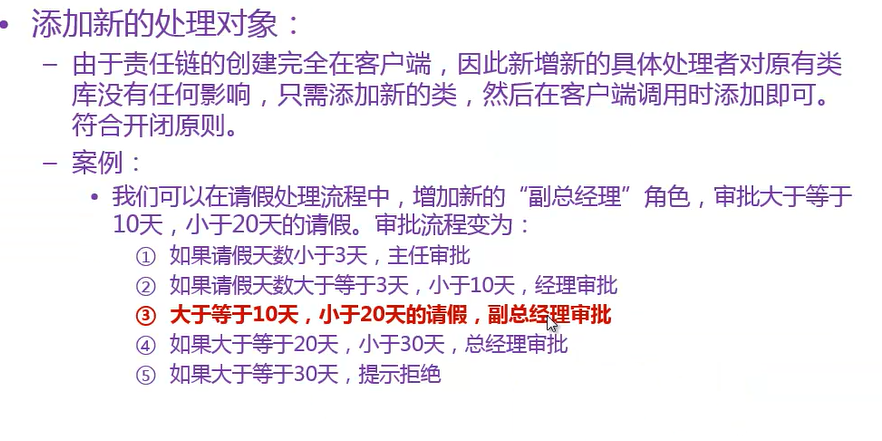 • 添加新的处理对象：
– 由于责任链的创建完全在客户端，因此新增新的具体处理者对原有类
库没有任何影响，只需添加新的类，然后在客户端调用时添加即可。
符合开闭原则。
– 案例：
• 我们可以在请假处理流程中，增加新的“副总经理”角色，审批大于等于
10天，小于20天的请假。审批流程变为：
① 如果请假天数小于3天，主任审批
② 如果请假天数大于等于3天，小于10天，经理审批
③ 大于等于10天，小于20天的请假，副总经理审批
④ 如果大于等于20天，小于30天，总经理审批
⑤ 如果大于等于30天，提示拒绝